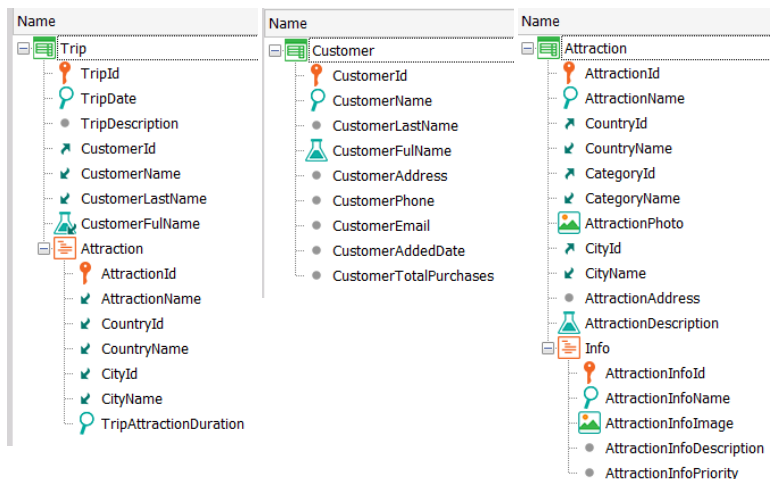 Name
Trip
TripId
TripDate
TripDescription
CustomerId
CustomerName
CustomerLastName
CustomerFulName
Attraction
AttractionId
AttractionName
CountryId
CountryName
CityId
CityName
TripAttractionDuration
Name
Customer
CustomerId
CustomerName
CustomerLastName
CustomerFulName
CustomerAddress
CustomerPhone
CustomerEmail
CustomerAddedDate
CustomerTotalPurchases
Name
Attraction
AttractionId
AttractionName
CountryId
CountryName
CategoryId
CategoryName
AttractionPhoto
CityId
CityName
AttractionAddress
AttractionDescription
Info
AttractionInfoId
AttractionInfoName
AttractionInfoImage
AttractionInfoDescription
AttractionInfoPriority